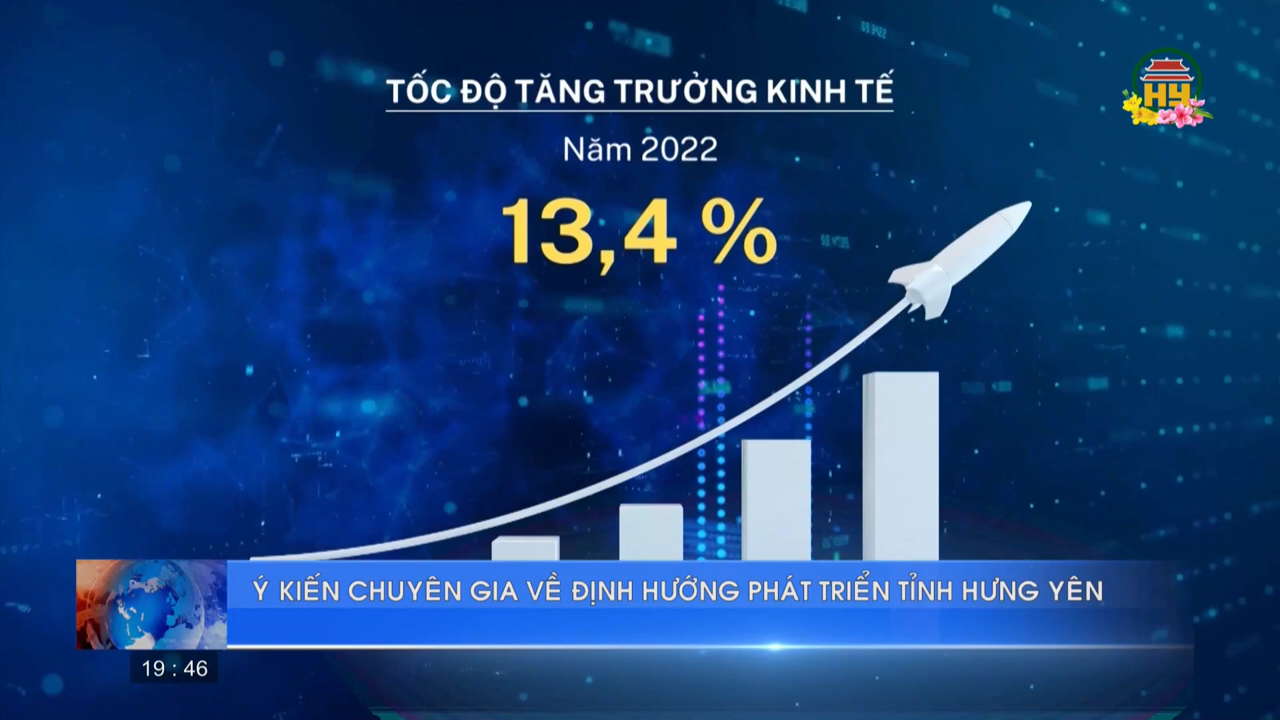 TỐC ĐỘ TĂNG TRƯỞNG KINH TẾ
HY
Năm 2022
13,4 %
Ý KIẾN CHUYÊN GIA VỀ ĐỊNH HƯỚNG PHÁT TRIỂN TỈNH HƯNG YÊN
19 : 46